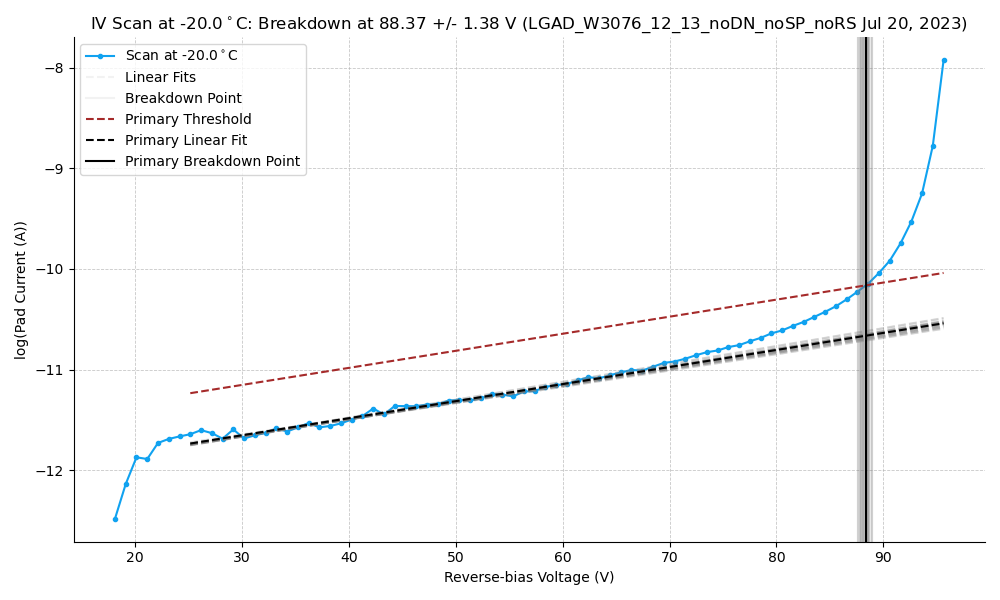 IV Scan at -20.0°C: Breakdown at 88.37 +/- 1.38 V (LGAD_W3076_12_13_noDN_noSP_noRS Jul 20, 2023)
Scan at -20.0°C
Linear Fits
Breakdown Point
Primary Threshold
Primary Linear Fit
Primary Breakdown Point
log(Pad Current (A))
−8
−9
−10
−11
−12
20 30 40 50 60 70 80 90
Reverse-bias Voltage (V)